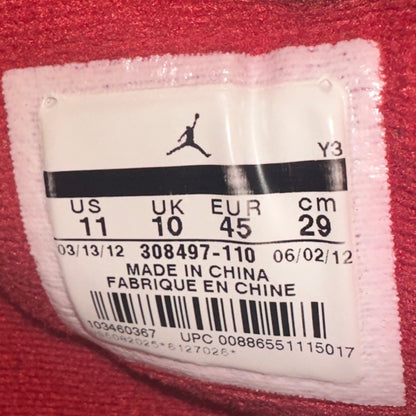 Y3
US UK EUR cm
11 10 45 29
03/13/12 308497-110 06/02/12
MADE IN CHINA
FABRIQUE EN CHINE
103460367 UPC 00886551115017